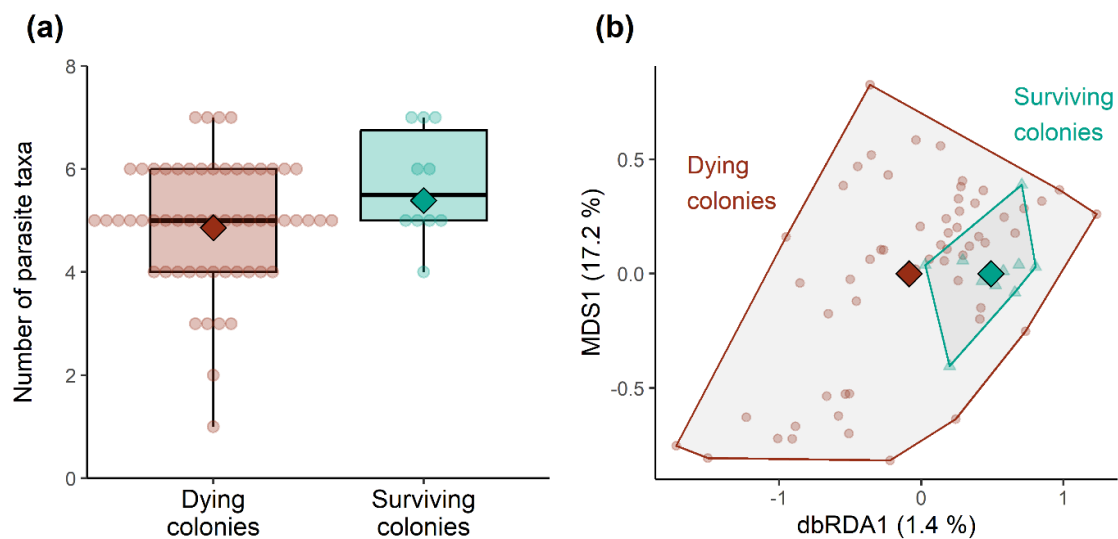 (a)
Number of parasite taxa
8
6
4
2
0
Dying
colonies
Surviving
colonies
(b)
MDS1 (17.2 %)
0.5
0.0
-0.5
Dying
colonies
Surviving
colonies
-1
0
1
dbRDA1 (1.4 %)